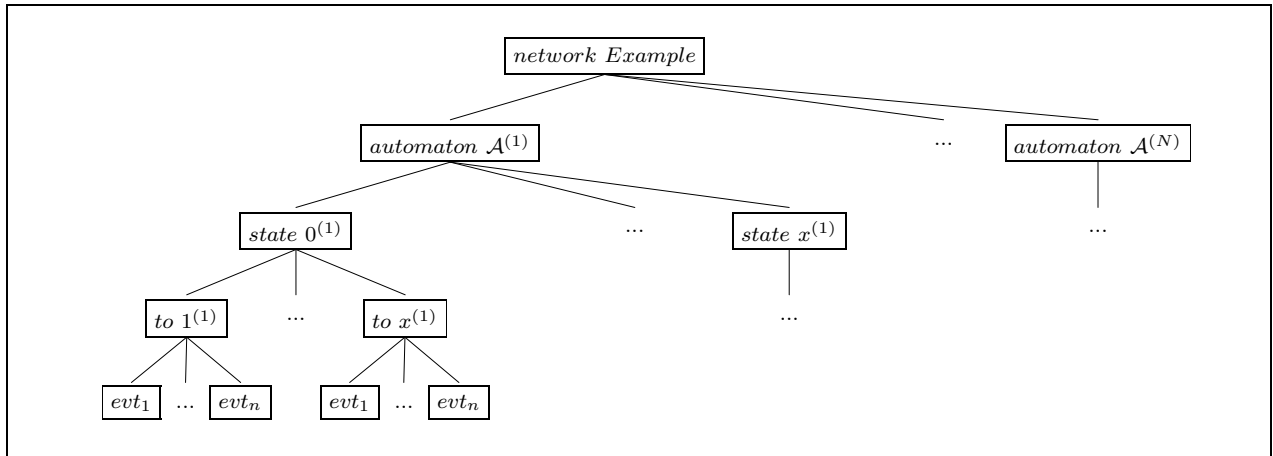 network Example
automaton 𝒜⁽¹⁾ ... automaton 𝒜⁽ᴺ⁾
state 0⁽¹⁾ ... state x⁽¹⁾ ...
to 1⁽¹⁾ ... to x⁽¹⁾ ...
evt₁ ... evtₙ evt₁ ... evtₙ